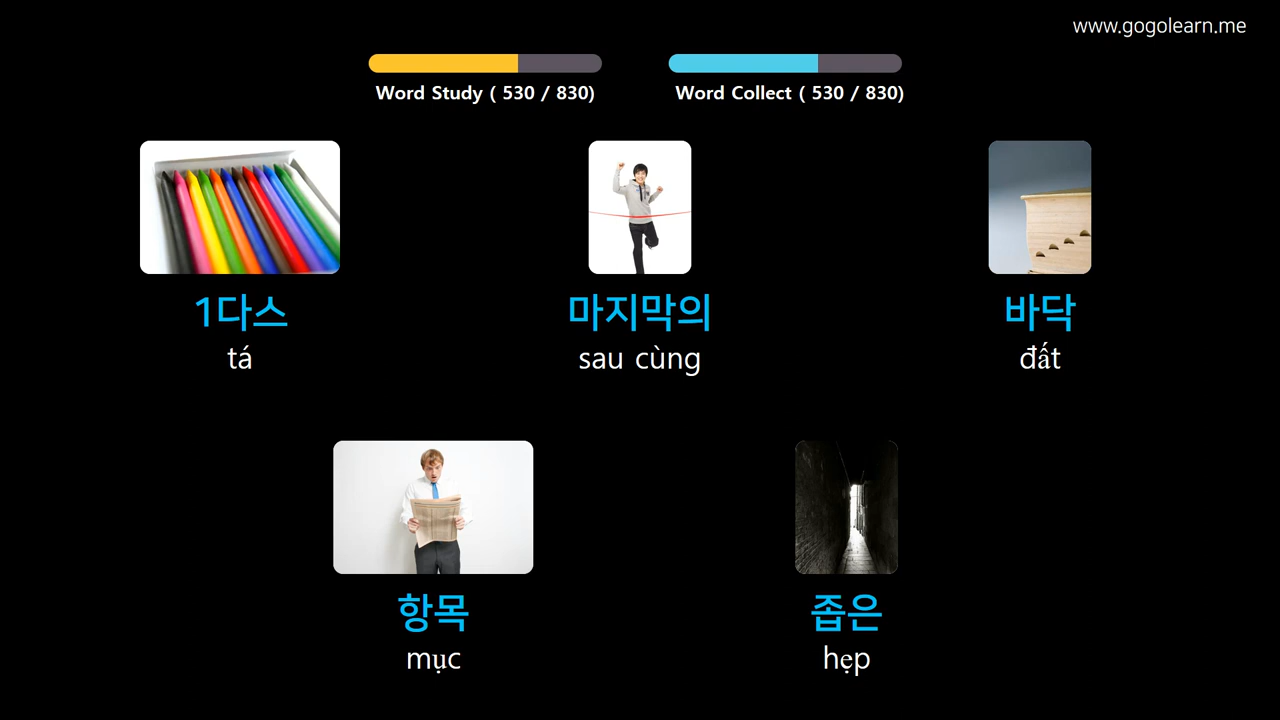 www.gogolearn.me
Word Study ( 530 / 830)
Word Collect ( 530 / 830)
1다스
tá
마지막의
sau cùng
바닥
đất
항목
mục
좁은
hẹp